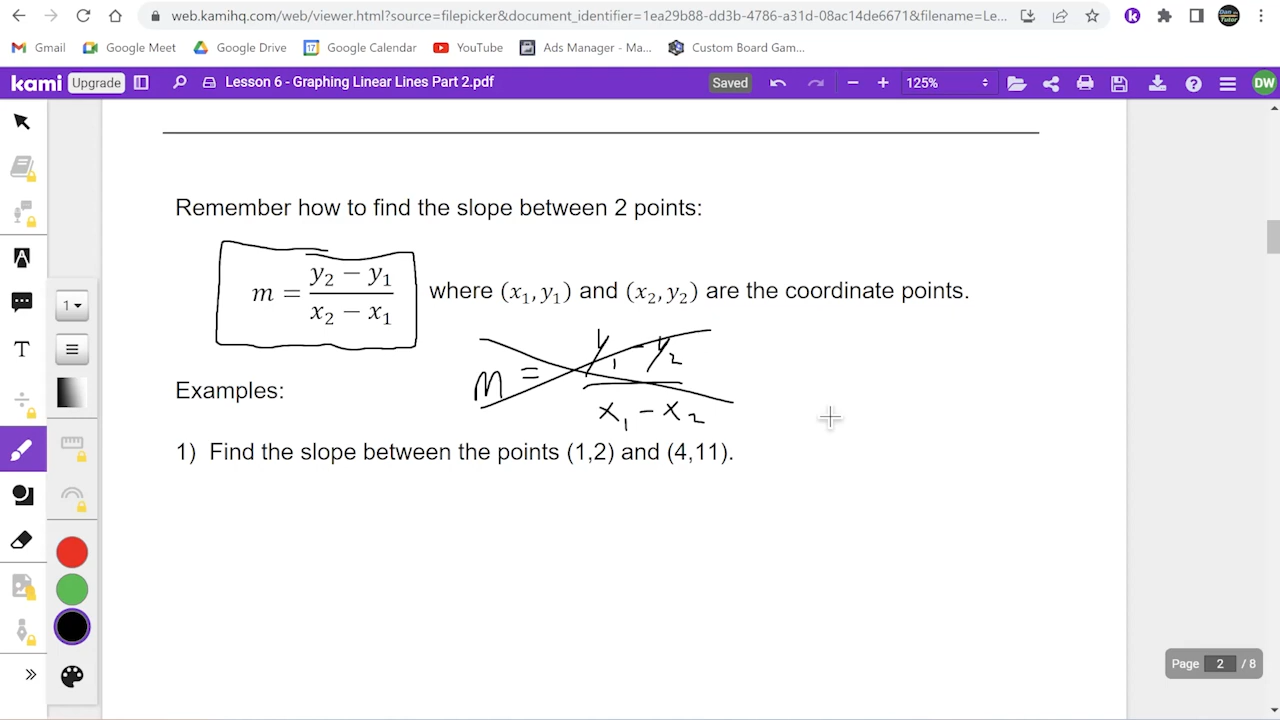 web.kamihq.com/web/viewer.html?source=filepicker&document_identifier=1ea29b88-dd3b-4786-a31d-08ac14de6671&filename=Le...
Gmail Google Meet Google Drive Google Calendar YouTube Ads Manager - Ma... Custom Board Gam...
kami Upgrade Lesson 6 - Graphing Linear Lines Part 2.pdf Saved 125% DW
Remember how to find the slope between 2 points:
m = (y₂ − y₁)/(x₂ − x₁) where (x₁, y₁) and (x₂, y₂) are the coordinate points.
m = (y₁ − y₂)/(x₁ − x₂)
Examples:
1) Find the slope between the points (1,2) and (4,11).
Page 2 / 8